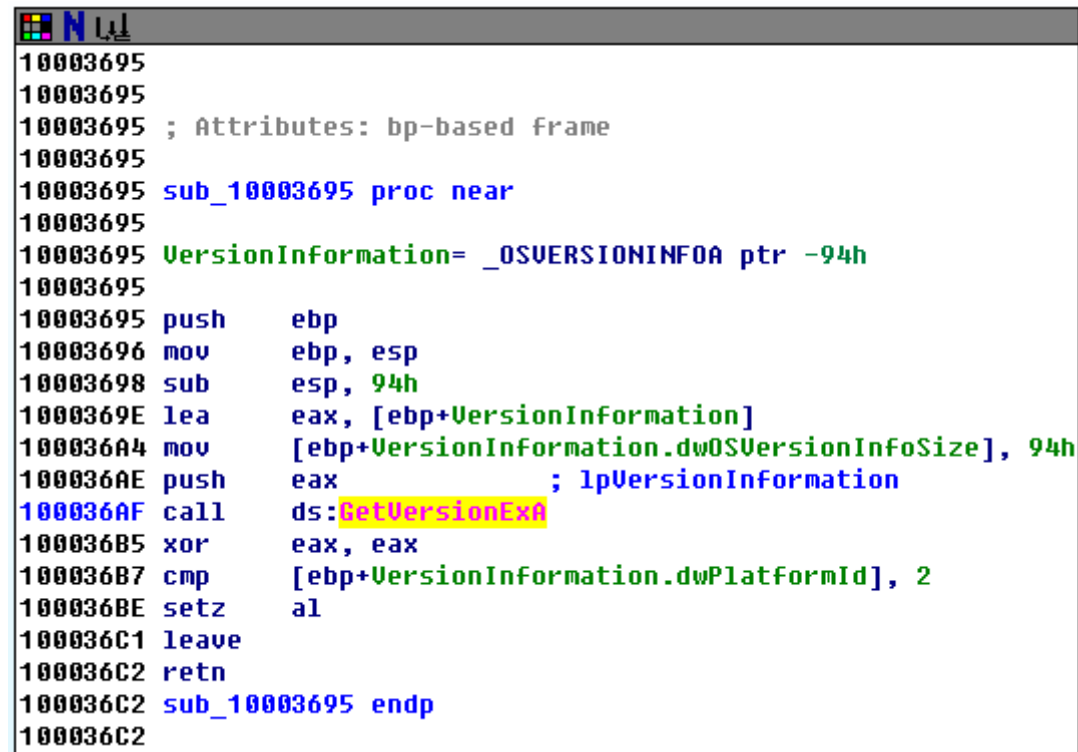 N
10003695
10003695
10003695 ; Attributes: bp-based frame
10003695
10003695 sub_10003695 proc near
10003695
10003695 VersionInformation= _OSVERSIONINFOA ptr -94h
10003695
10003695 push    ebp
10003696 mov     ebp, esp
10003698 sub     esp, 94h
1000369E lea     eax, [ebp+VersionInformation]
100036A4 mov     [ebp+VersionInformation.dwOSVersionInfoSize], 94h
100036AE push    eax             ; lpVersionInformation
100036AF call    ds:GetVersionExA
100036B5 xor     eax, eax
100036B7 cmp     [ebp+VersionInformation.dwPlatformId], 2
100036BE setz    al
100036C1 leave
100036C2 retn
100036C2 sub_10003695 endp
100036C2